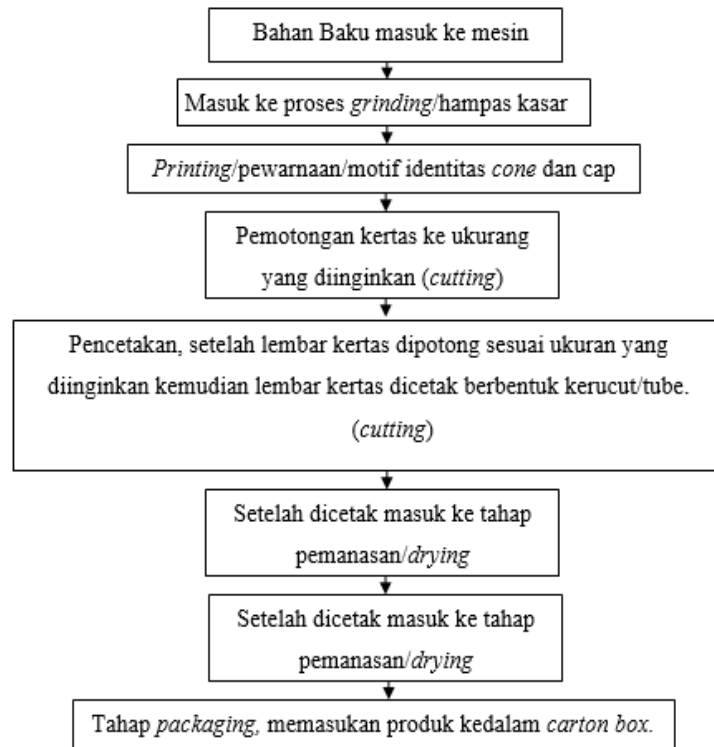 Bahan Baku masuk ke mesin
Masuk ke proses grinding/hampas kasar
Printing/pewarnaan/motif identitas cone dan cap
Pemotongan kertas ke ukurang
yang diinginkan (cutting)
Pencetakan, setelah lembar kertas dipotong sesuai ukuran yang
diinginkan kemudian lembar kertas dicetak berbentuk kerucut/tube.
(cutting)
Setelah dicetak masuk ke tahap
pemanasan/drying
Setelah dicetak masuk ke tahap
pemanasan/drying
Tahap packaging, memasukan produk kedalam carton box.